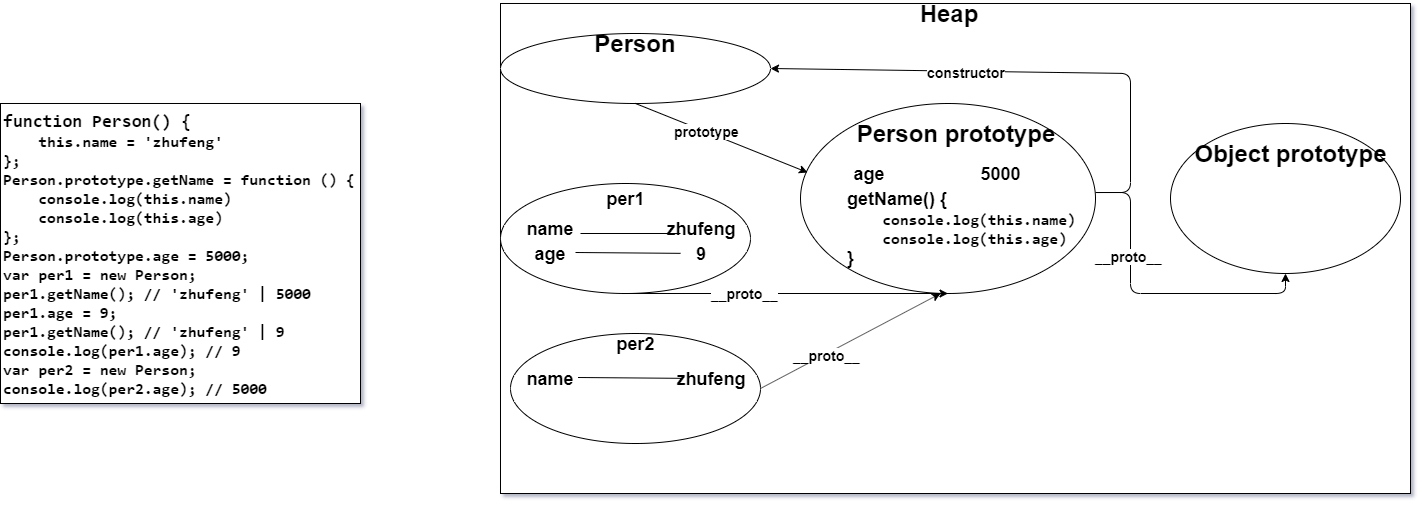 function Person() {
    this.name = 'zhufeng'
};
Person.prototype.getName = function () {
    console.log(this.name)
    console.log(this.age)
};
Person.prototype.age = 5000;
var per1 = new Person;
per1.getName(); // 'zhufeng' | 5000
per1.age = 9;
per1.getName(); // 'zhufeng' | 9
console.log(per1.age); // 9
var per2 = new Person;
console.log(per2.age); // 5000
Heap
Person
constructor
prototype
Person prototype
age 5000
getName() {
    console.log(this.name)
    console.log(this.age)
}
Object prototype
__proto__
per1
name zhufeng
age 9
__proto__
per2
name zhufeng
__proto__